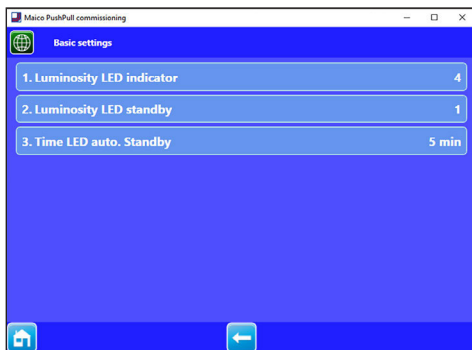 Maico PushPull commissioning
Basic settings
1. Luminosity LED indicator 4
2. Luminosity LED standby 1
3. Time LED auto. Standby 5 min